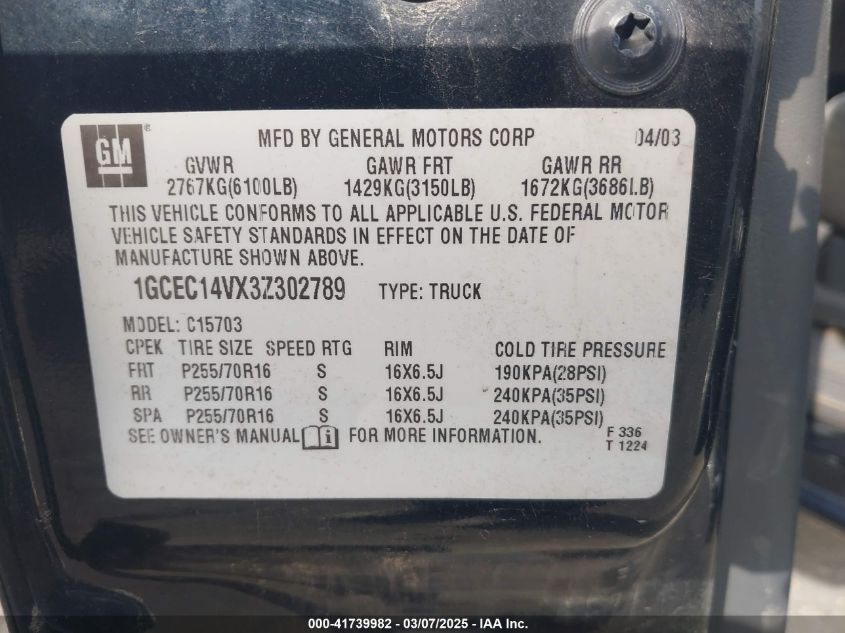 GM ®
MFD BY GENERAL MOTORS CORP 04/03
GVWR GAWR FRT GAWR RR
2767KG(6100LB) 1429KG(3150LB) 1672KG(3686LB)
THIS VEHICLE CONFORMS TO ALL APPLICABLE U.S. FEDERAL MOTOR
VEHICLE SAFETY STANDARDS IN EFFECT ON THE DATE OF
MANUFACTURE SHOWN ABOVE.
1GCEC14VX3Z302789 TYPE: TRUCK
MODEL: C15703
CPEK TIRE SIZE SPEED RTG RIM COLD TIRE PRESSURE
FRT P255/70R16 S 16X6.5J 190KPA(28PSI)
RR P255/70R16 S 16X6.5J 240KPA(35PSI)
SPA P255/70R16 S 16X6.5J 240KPA(35PSI)
SEE OWNER'S MANUAL i FOR MORE INFORMATION.
F 336
T 1224
000-41739982 - 03/07/2025 - IAA Inc.